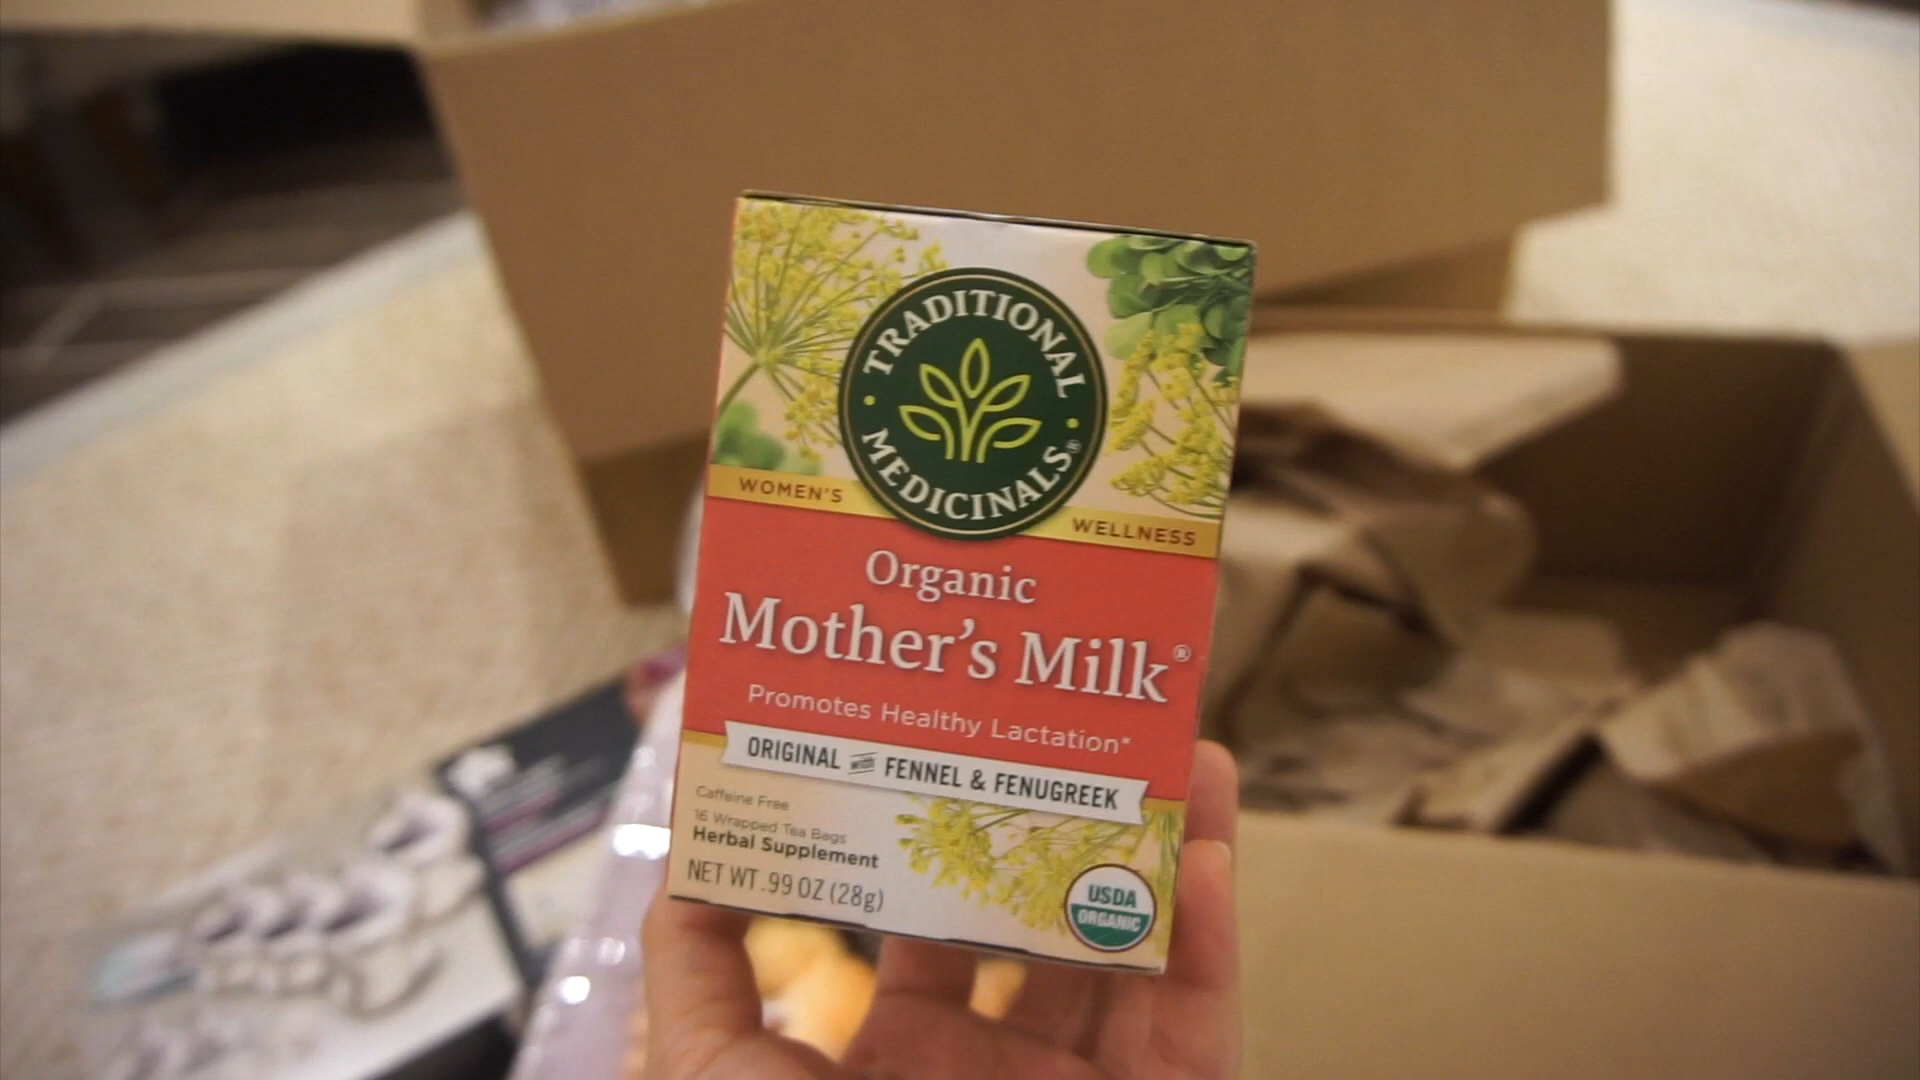 TRADITIONAL
MEDICINALS®
WOMEN'S WELLNESS
Organic
Mother's Milk®
Promotes Healthy Lactation*
ORIGINAL with FENNEL & FENUGREEK
Caffeine Free
16 Wrapped Tea Bags
Herbal Supplement
NET WT .99 OZ (28g)
USDA
ORGANIC